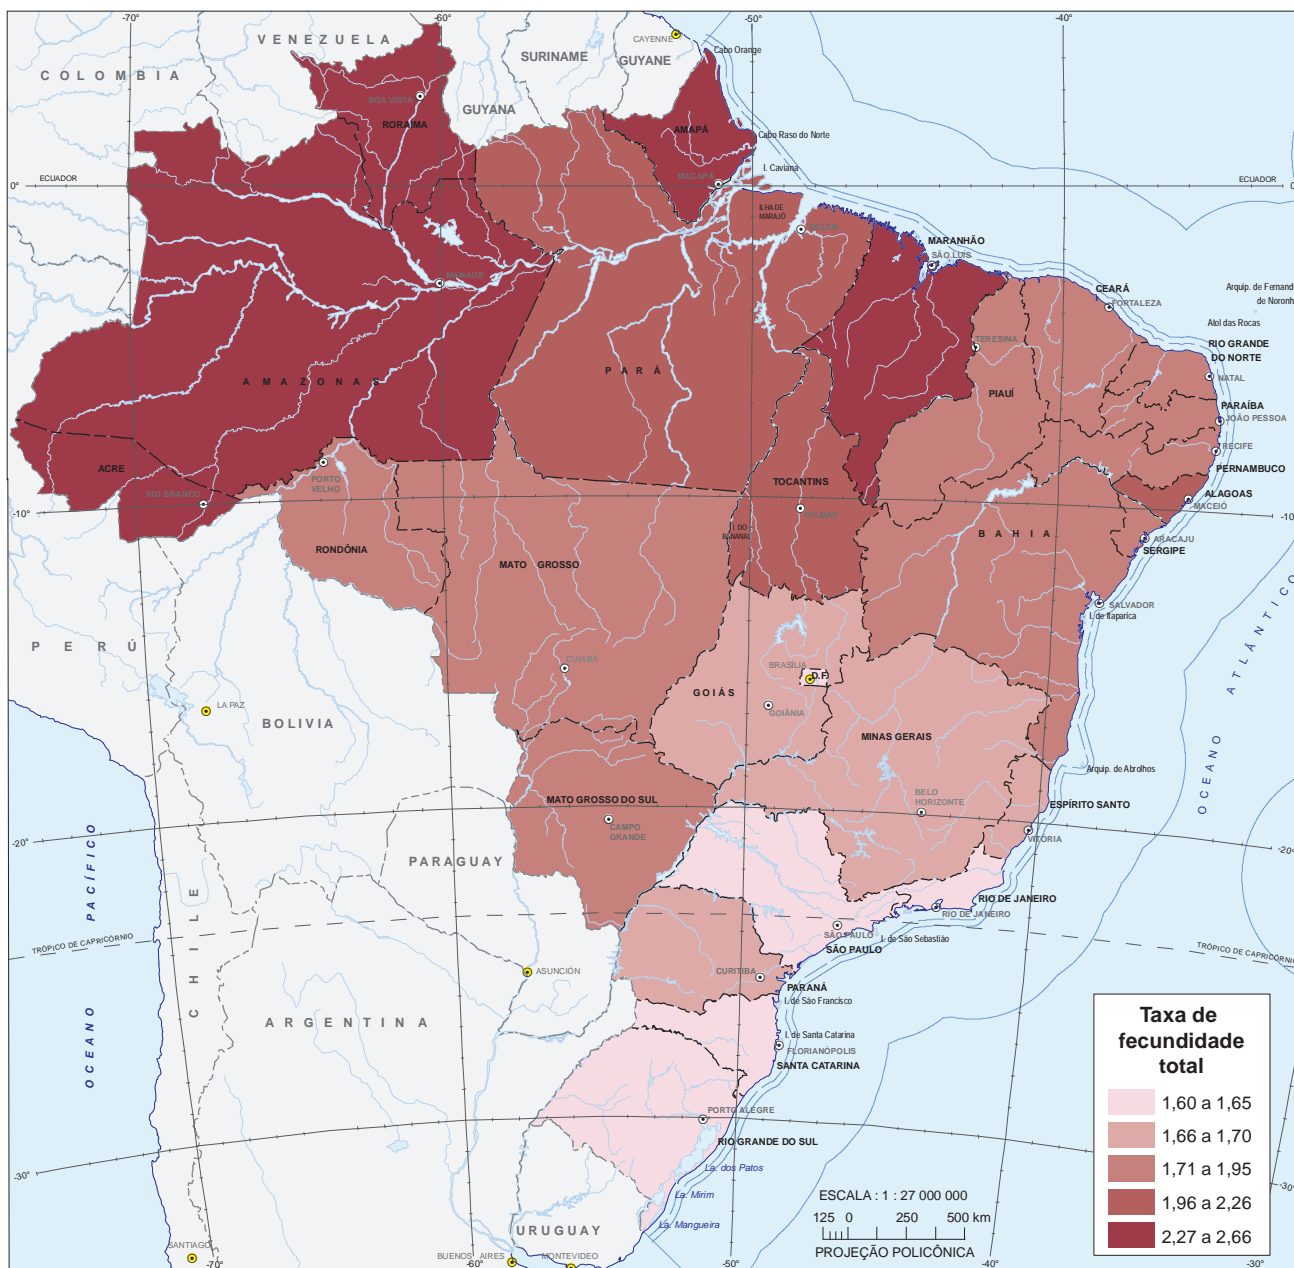 -70°
-60°
-50°
-40°
VENEZUELA
CAYENNE
SURINAME
GUYANE
Cabo Orange
COLOMBIA
BOA VISTA
RORAIMA
GUYANA
AMAPÁ
Cabo Raso do Norte
MACAPÁ
I. Caviana
0°
ECUADOR
ECUADOR
ILHA DE
MARAJÓ
BELÉM
MARANHÃO
SÃO LUIS
MANAUS
CEARÁ
FORTALEZA
Arquip. de Fernand
de Noronh
Atol das Rocas
TERESINA
RIO GRANDE
DO NORTE
NATAL
AMAZONAS
PARÁ
PIAUÍ
PARAÍBA
JOÃO PESSOA
RECIFE
PERNAMBUCO
ACRE
PORTO
VELHO
RIO BRANCO
TOCANTINS
PALMAS
ALAGOAS
MACEIÓ
-10°
-10
I. DO
BANANAL
BAHIA
ARACAJU
SERGIPE
RONDÔNIA
MATO GROSSO
SALVADOR
I. de Itaparica
PERÚ
CUIABÁ
BRASÍLIA
D.F.
GOIÁS
GOIÂNIA
LA PAZ
BOLIVIA
MINAS GERAIS
OCEANO ATLÂNTICO
Arquip. de Abrolhos
MATO GROSSO DO SUL
CAMPO
GRANDE
BELO
HORIZONTE
ESPÍRITO SANTO
VITÓRIA
-20°
-20°
PARAGUAY
OCEANO PACÍFICO
CHILE
RIO DE JANEIRO
RIO DE JANEIRO
SÃO PAULO
I. de São Sebastião
SÃO PAULO
TRÓPICO DE CAPRICÓRNIO
TRÓPICO DE CAPRICÓRNIO
ASUNCIÓN
CURITIBA
PARANÁ
I. de São Francisco
ARGENTINA
I. de Santa Catarina
FLORIANÓPOLIS
SANTA CATARINA
PORTO ALEGRE
RIO GRANDE DO SUL
La. dos Patos
La. Mirim
La. Mangueira
-30°
-30°
URUGUAY
SANTIAGO
BUENOS AIRES
MONTEVIDEO
-70°
-60°
-50°
-40°
-30°
ESCALA : 1 : 27 000 000
125 0 250 500 km
PROJEÇÃO POLICÔNICA
Taxa de
fecundidade
total
1,60 a 1,65
1,66 a 1,70
1,71 a 1,95
1,96 a 2,26
2,27 a 2,66